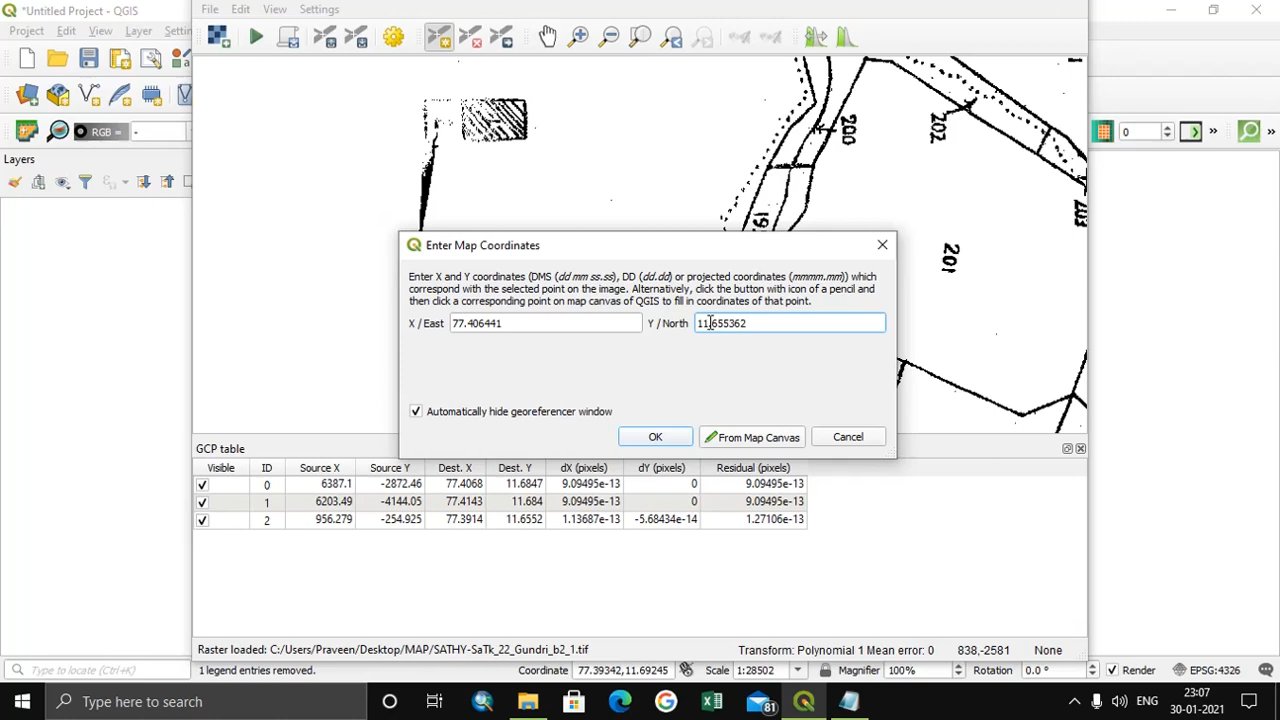 *Untitled Project - QGIS
File Edit View Settings
Project Edit View Layer Settin
RGB =
-
0
»
»
Layers
200
202
201
203
Enter Map Coordinates
Enter X and Y coordinates (DMS (dd mm ss.ss), DD (dd.dd) or projected coordinates (mmmm.mm)) which
correspond with the selected point on the image. Alternatively, click the button with icon of a pencil and
then click a corresponding point on map canvas of QGIS to fill in coordinates of that point.
X / East 77.406441 Y / North 11.655362
Automatically hide georeferencer window
OK From Map Canvas Cancel
GCP table
Visible ID Source X Source Y Dest. X Dest. Y dX (pixels) dY (pixels) Residual (pixels)
0 6387.1 -2872.46 77.4068 11.6847 9.09495e-13 0 9.09495e-13
1 6203.49 -4144.05 77.4143 11.684 9.09495e-13 0 9.09495e-13
2 956.279 -254.925 77.3914 11.6552 1.13687e-13 -5.68434e-14 1.27106e-13
Raster loaded: C:/Users/Praveen/Desktop/MAP/SATHY-SaTk_22_Gundri_b2_1.tif Transform: Polynomial 1 Mean error: 0 838,-2581 None
Type to locate (Ctrl+K) 1 legend entries removed. Coordinate 77.39342,11.69245 Scale 1:28502 Magnifier 100% Rotation 0.0 ° Render EPSG:4326
Type here to search 81 ENG 23:07
30-01-2021